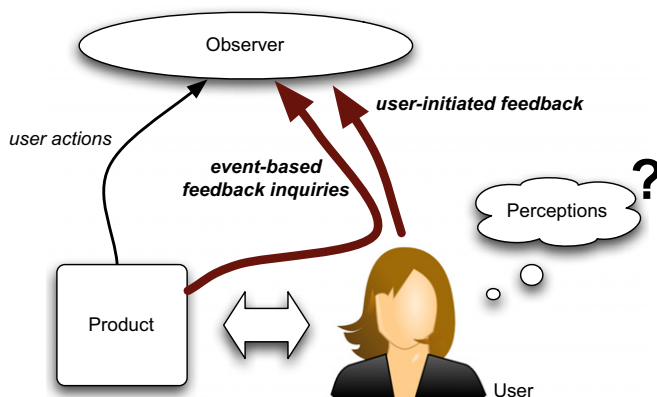 Observer
user-initiated feedback
user actions
event-based
feedback inquiries
?
Perceptions
Product
User